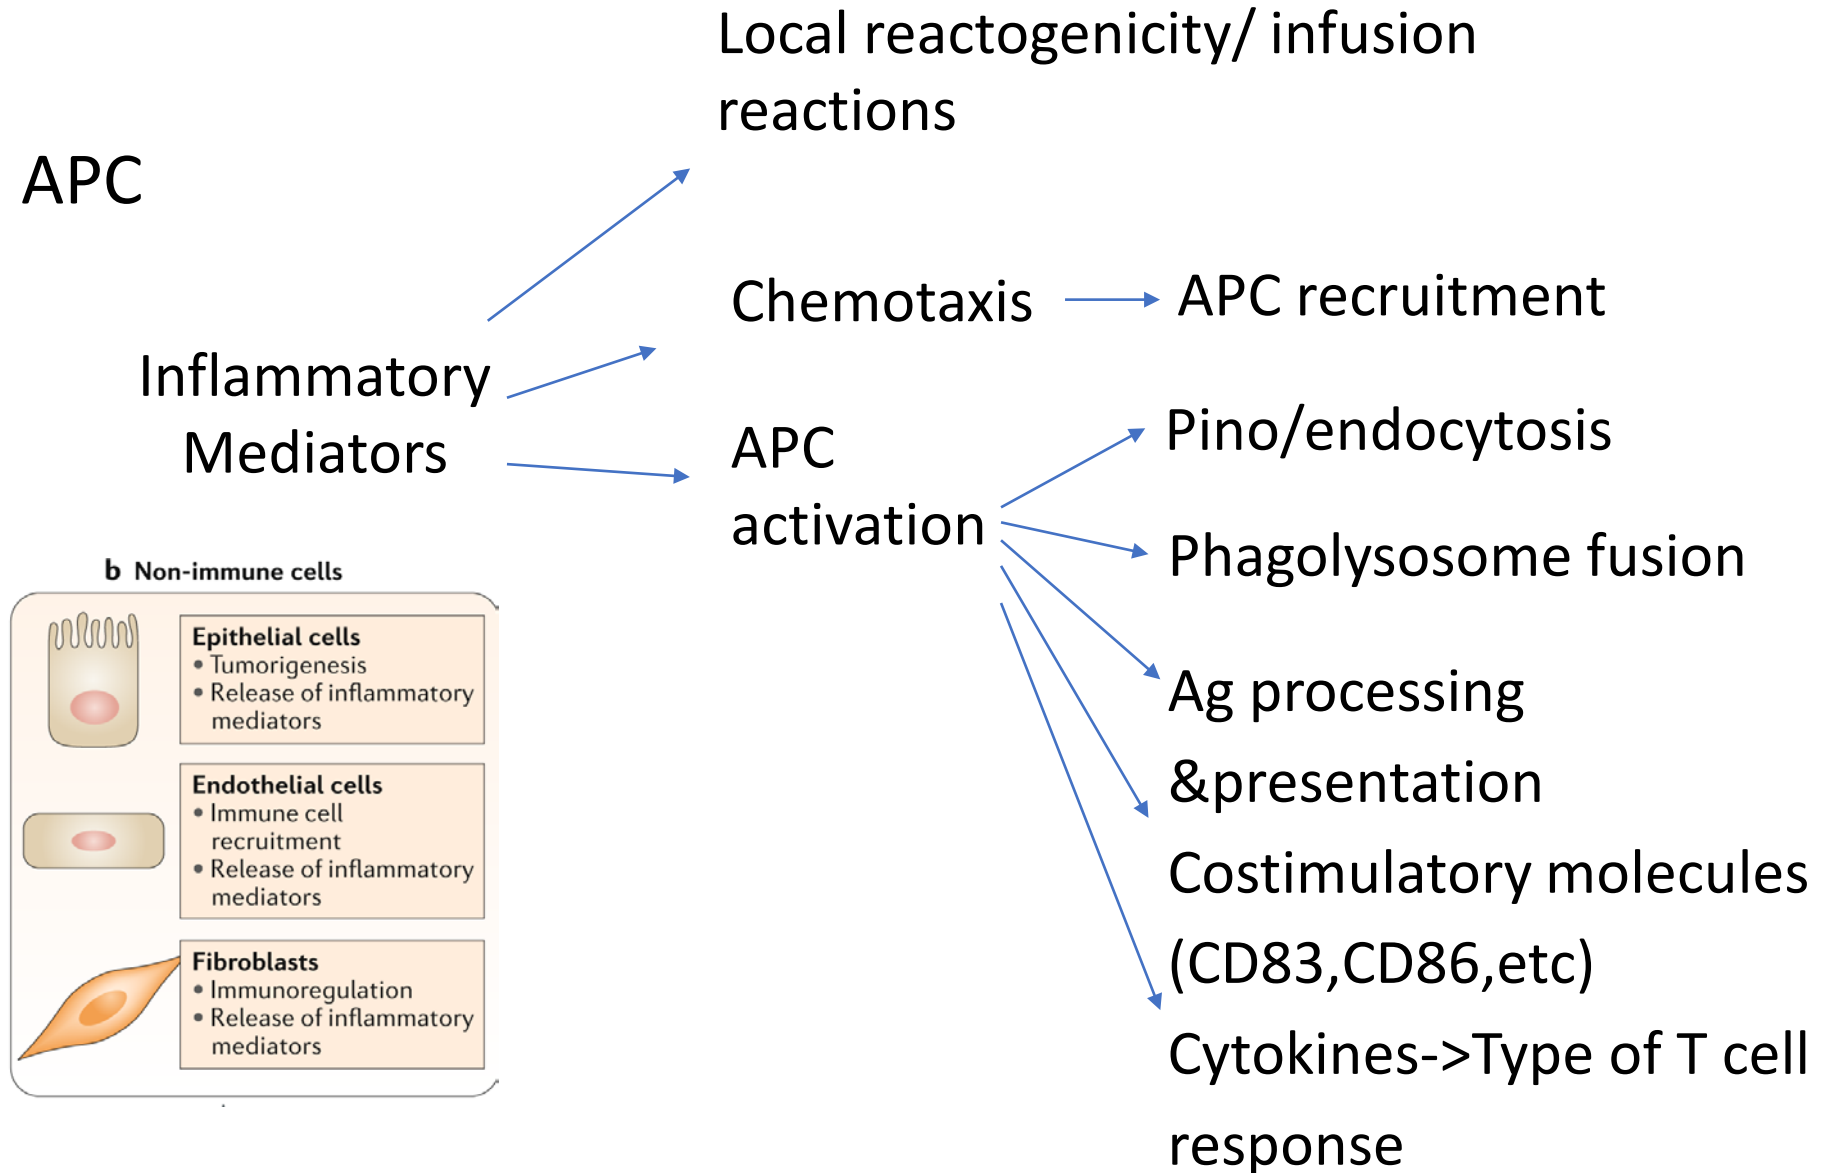 Local reactogenicity/ infusion
reactions
APC
Chemotaxis
APC recruitment
Inflammatory
Mediators
APC
activation
Pino/endocytosis
Phagolysosome fusion
Ag processing
&presentation
Costimulatory molecules
(CD83,CD86,etc)
Cytokines->Type of T cell
response
b Non-immune cells
Epithelial cells
• Tumorigenesis
• Release of inflammatory
mediators
Endothelial cells
• Immune cell
recruitment
• Release of inflammatory
mediators
Fibroblasts
• Immunoregulation
• Release of inflammatory
mediators